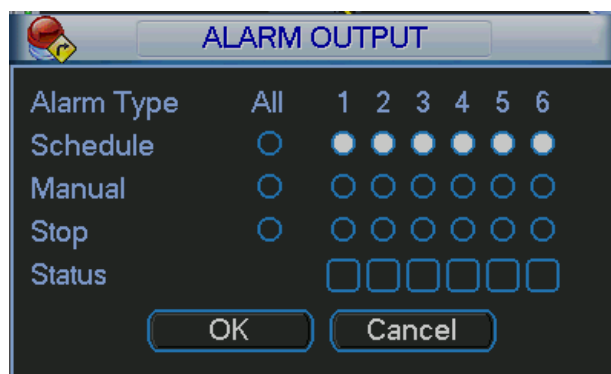 ALARM OUTPUT
Alarm Type All 1 2 3 4 5 6
Schedule
Manual
Stop
Status
OK Cancel